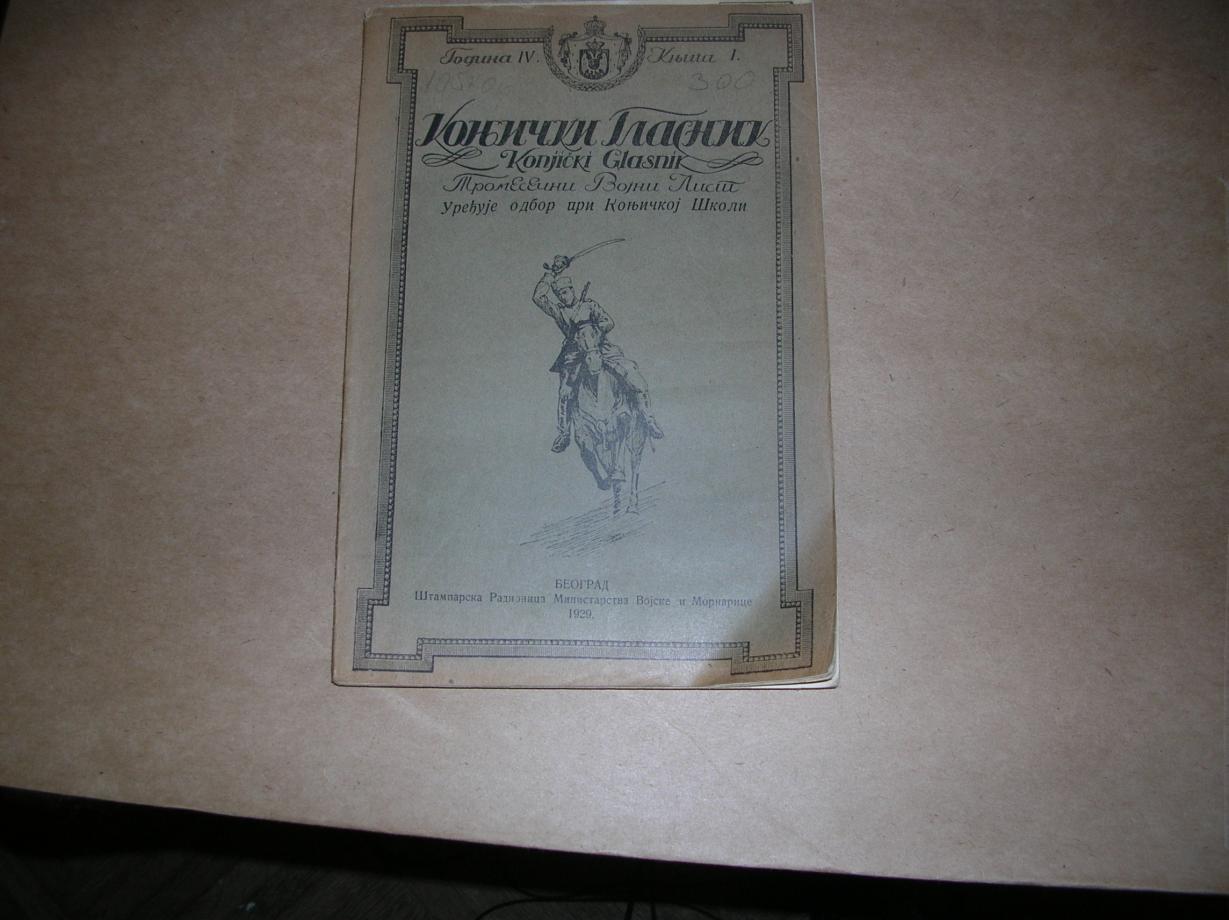 Година IV. Књига I.
300
Коњички Гласник
Konjički Glasnik
Тромесечни Војни Лист
Уређује одбор при Коњичкој Школи
БЕОГРАД
Штампарска Радионица Министарства Војске и Морнарице
1929.